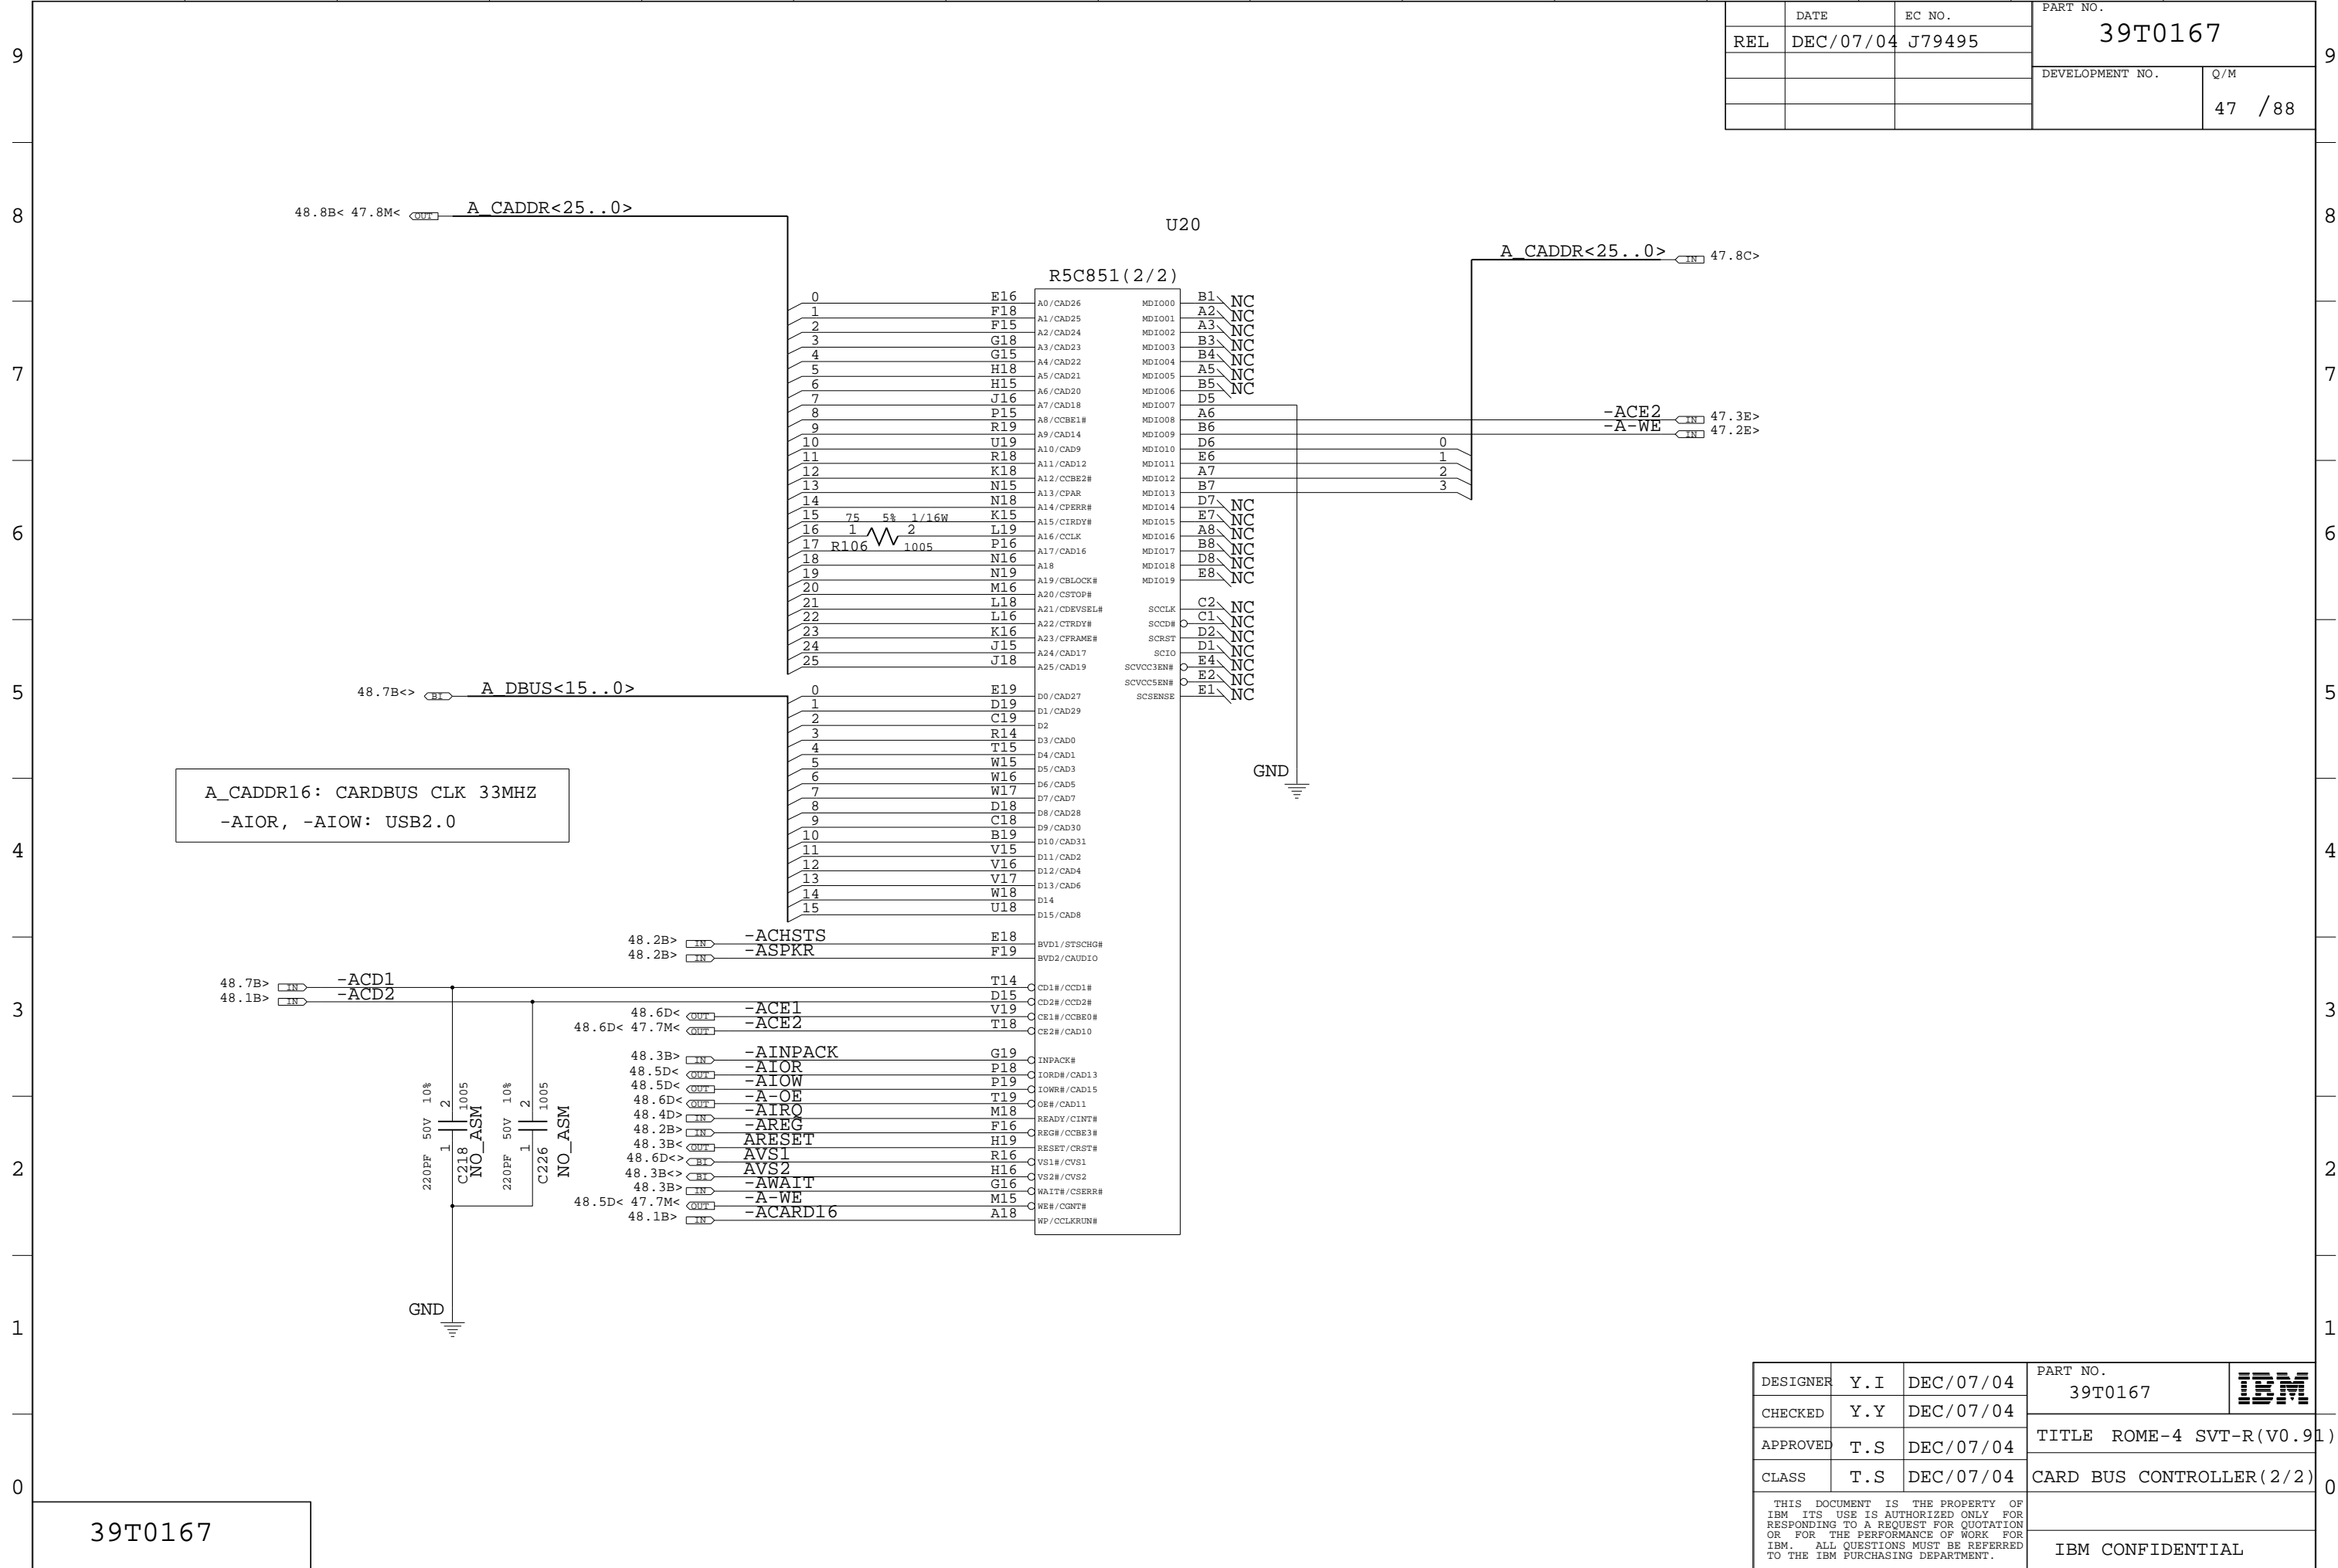 DATE EC NO. PART NO.
REL DEC/07/04 J79495 39T0167
DEVELOPMENT NO. Q/M
47 /88
9 9
8 8
7 7
6 6
5 5
4 4
3 3
2 2
1 1
0 0
48.8B< 47.8M< OUT A_CADDR<25..0>
U20
R5C851(2/2)
A_CADDR<25..0> IN 47.8C>
0 E16 A0/CAD26 MDIO00 B1 NC
1 F18 A1/CAD25 MDIO01 A2 NC
2 F15 A2/CAD24 MDIO02 A3 NC
3 G18 A3/CAD23 MDIO03 B3 NC
4 G15 A4/CAD22 MDIO04 B4 NC
5 H18 A5/CAD21 MDIO05 A5 NC
6 H15 A6/CAD20 MDIO06 B5 NC
7 J16 A7/CAD18 MDIO07 D5
8 P15 A8/CCBE1# MDIO08 A6 -ACE2 IN 47.3E>
9 R19 A9/CAD14 MDIO09 B6 -A-WE IN 47.2E>
10 U19 A10/CAD9 MDIO10 D6 0
11 R18 A11/CAD12 MDIO11 E6 1
12 K18 A12/CCBE2# MDIO12 A7 2
13 N15 A13/CPAR MDIO13 B7 3
14 N18 A14/CPERR# MDIO14 D7 NC
15 K15 A15/CIRDY# MDIO15 E7 NC
75 5% 1/16W
16 1 2 L19 A16/CCLK MDIO16 A8 NC
R106 1005
17 P16 A17/CAD16 MDIO17 B8 NC
18 N16 A18 MDIO18 D8 NC
19 N19 A19/CBLOCK# MDIO19 E8 NC
20 M16 A20/CSTOP#
21 L18 A21/CDEVSEL# SCCLK C2 NC
22 L16 A22/CTRDY# SCCD# C1 NC
23 K16 A23/CFRAME# SCRST D2 NC
24 J15 A24/CAD17 SCIO D1 NC
25 J18 A25/CAD19 SCVCC3EN# E4 NC
SCVCC5EN# E2 NC
48.7B<> BI A_DBUS<15..0>
0 E19 D0/CAD27 SCSENSE E1 NC
1 D19 D1/CAD29
2 C19 D2
3 R14 D3/CAD0
4 T15 D4/CAD1
5 W15 D5/CAD3
6 W16 D6/CAD5
7 W17 D7/CAD7
8 D18 D8/CAD28
9 C18 D9/CAD30
10 B19 D10/CAD31
11 V15 D11/CAD2
12 V16 D12/CAD4
13 V17 D13/CAD6
14 W18 D14
15 U18 D15/CAD8
GND
A_CADDR16: CARDBUS CLK 33MHZ
-AIOR, -AIOW: USB2.0
48.2B> IN -ACHSTS E18 BVD1/STSCHG#
48.2B> IN -ASPKR F19 BVD2/CAUDIO
48.7B> IN -ACD1 T14 CD1#/CCD1#
48.1B> IN -ACD2 D15 CD2#/CCD2#
48.6D< OUT -ACE1 V19 CE1#/CCBE0#
48.6D< 47.7M< OUT -ACE2 T18 CE2#/CAD10
48.3B> IN -AINPACK G19 INPACK#
48.5D< OUT -AIOR P18 IORD#/CAD13
48.5D< OUT -AIOW P19 IOWR#/CAD15
48.6D< OUT -A-OE T19 OE#/CAD11
48.4D> IN -AIRQ M18 READY/CINT#
48.2B> IN -AREG F16 REG#/CCBE3#
48.3B< OUT ARESET H19 RESET/CRST#
48.6D<> BI AVS1 R16 VS1#/CVS1
48.3B<> BI AVS2 H16 VS2#/CVS2
48.3B> IN -AWAIT G16 WAIT#/CSERR#
48.5D< 47.7M< OUT -A-WE M15 WE#/CGNT#
48.1B> IN -ACARD16 A18 WP/CCLKRUN#
220PF 50V 10%
1 2
C218 1005
NO_ASM
220PF 50V 10%
1 2
C226 1005
NO_ASM
GND
DESIGNER Y.I DEC/07/04 PART NO.
39T0167 IBM
CHECKED Y.Y DEC/07/04
APPROVED T.S DEC/07/04 TITLE ROME-4 SVT-R(V0.91)
CLASS T.S DEC/07/04 CARD BUS CONTROLLER(2/2)
THIS DOCUMENT IS THE PROPERTY OF
IBM ITS USE IS AUTHORIZED ONLY FOR
RESPONDING TO A REQUEST FOR QUOTATION
OR FOR THE PERFORMANCE OF WORK FOR
IBM. ALL QUESTIONS MUST BE REFERRED
TO THE IBM PURCHASING DEPARTMENT.
IBM CONFIDENTIAL
39T0167